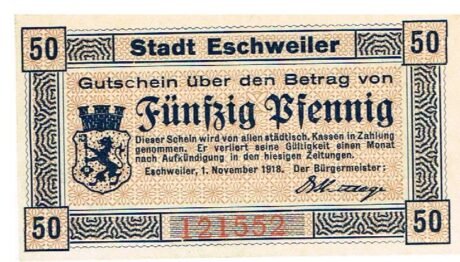 50 Stadt Eschweiler 50
Gutschein über den Betrag von
Fünfzig Pfennig
Dieser Schein wird von allen städtisch. Kassen in Zahlung
genommen. Er verliert seine Gültigkeit einen Monat
nach Aufkündigung in den hiesigen Zeitungen.
Eschweiler, 1. November 1918. Der Bürgermeister:
50 121552 50